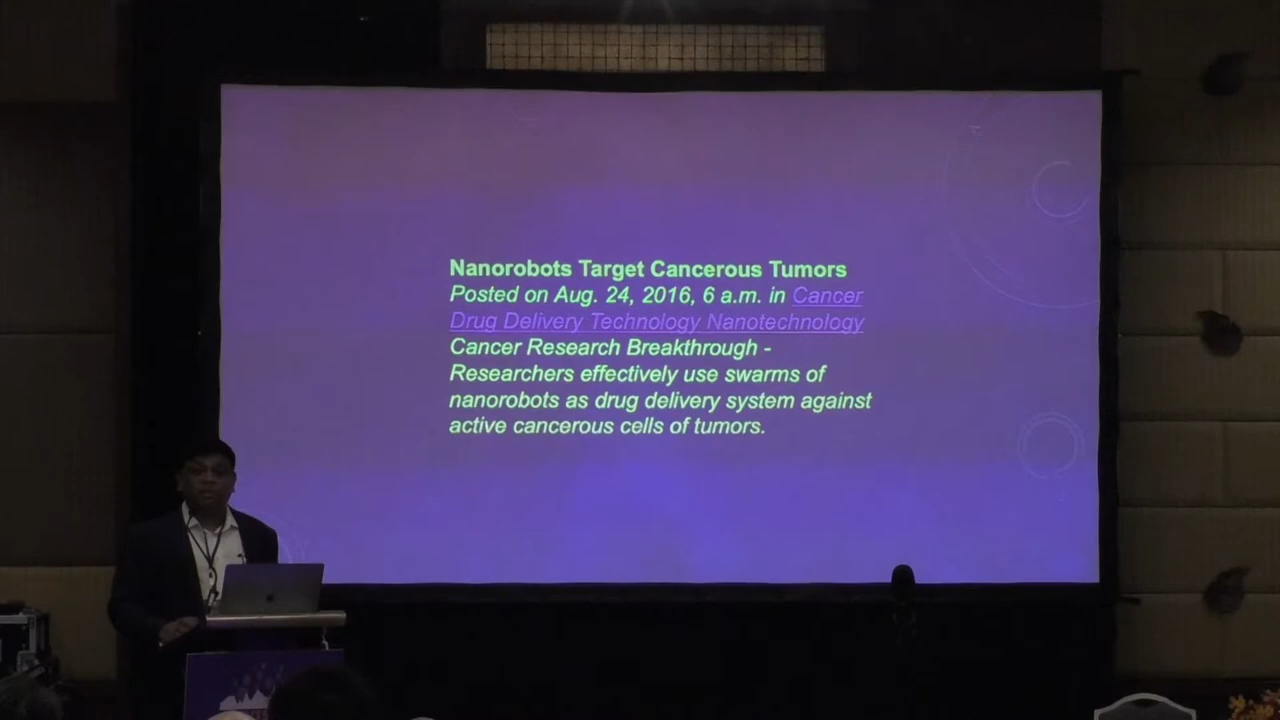 Nanorobots Target Cancerous Tumors
Posted on Aug. 24, 2016, 6 a.m. in Cancer
Drug Delivery Technology Nanotechnology
Cancer Research Breakthrough -
Researchers effectively use swarms of
nanorobots as drug delivery system against
active cancerous cells of tumors.